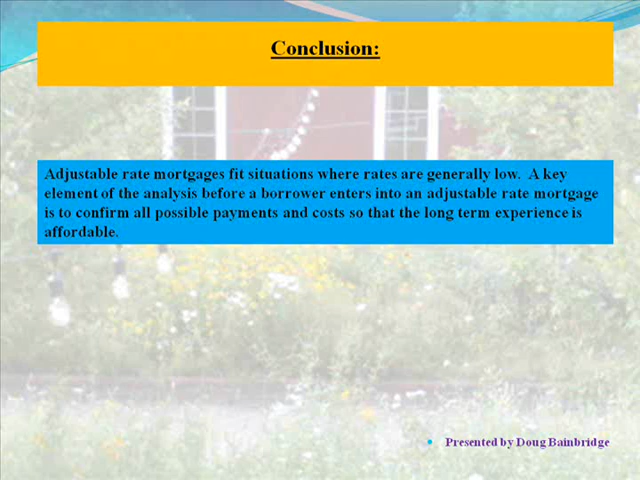 Conclusion:
Adjustable rate mortgages fit situations where rates are generally low.  A key
element of the analysis before a borrower enters into an adjustable rate mortgage
is to confirm all possible payments and costs so that the long term experience is
affordable.
Presented by Doug Bainbridge